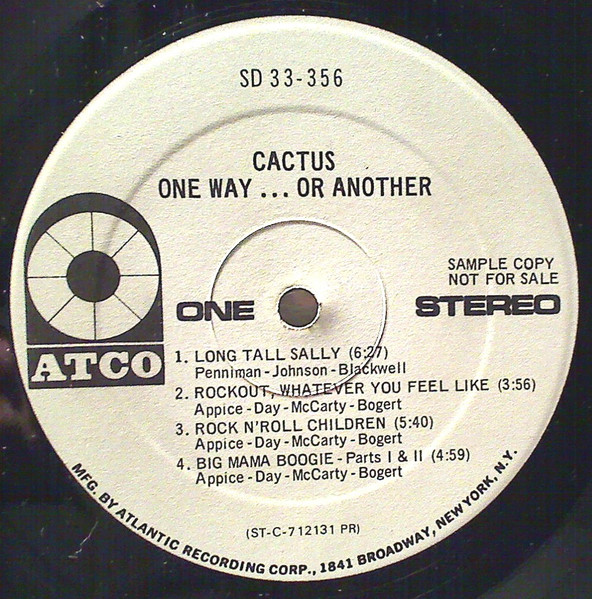 SD 33-356
CACTUS
ONE WAY ... OR ANOTHER
SAMPLE COPY
NOT FOR SALE
ONE
STEREO
ATCO
1. LONG TALL SALLY (6:27)
Penniman-Johnson-Blackwell
2. ROCKOUT, WHATEVER YOU FEEL LIKE (3:56)
Appice-Day-McCarty-Bogert
3. ROCK N'ROLL CHILDREN (5:40)
Appice-Day-McCarty-Bogert
4. BIG MAMA BOOGIE-Parts I & II (4:59)
Appice-Day-McCarty-Bogert
(ST-C-712131 PR)
MFG. BY ATLANTIC RECORDING CORP., 1841 BROADWAY, NEW YORK, N.Y.